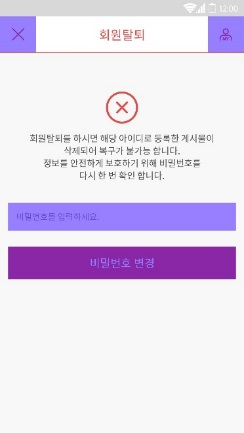 12:00
회원탈퇴
회원탈퇴를 하시면 해당 아이디로 등록한 게시물이
삭제되어 복구가 불가능 합니다.
정보를 안전하게 보호하기 위해 비밀번호를
다시 한 번 확인 합니다.
비밀번호를 입력하세요.
비밀번호 변경